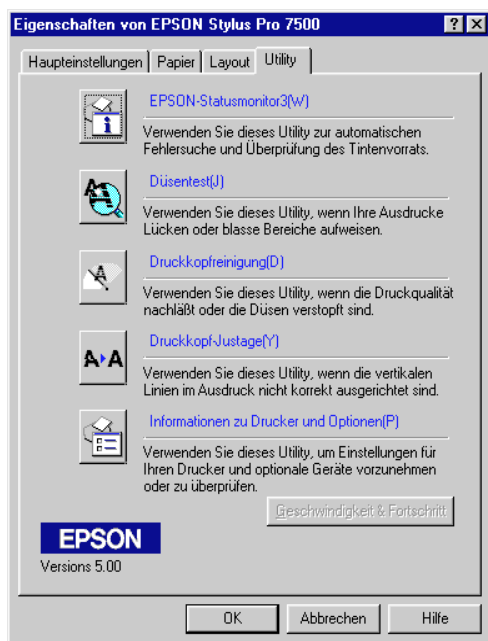 Eigenschaften von EPSON Stylus Pro 7500
Haupteinstellungen Papier Layout Utility
EPSON-Statusmonitor3(W)
Verwenden Sie dieses Utility zur automatischen
Fehlersuche und Überprüfung des Tintenvorrats.
Düsentest(J)
Verwenden Sie dieses Utility, wenn Ihre Ausdrucke
Lücken oder blasse Bereiche aufweisen.
Druckkopfreinigung(D)
Verwenden Sie dieses Utility, wenn die Druckqualität
nachläßt oder die Düsen verstopft sind.
Druckkopf-Justage(Y)
Verwenden Sie dieses Utility, wenn die vertikalen
Linien im Ausdruck nicht korrekt ausgerichtet sind.
Informationen zu Drucker und Optionen(P)
Verwenden Sie dieses Utility, um Einstellungen für
Ihren Drucker und optionale Geräte vorzunehmen
oder zu überprüfen.
Geschwindigkeit & Fortschritt
EPSON
Versions 5.00
OK Abbrechen Hilfe